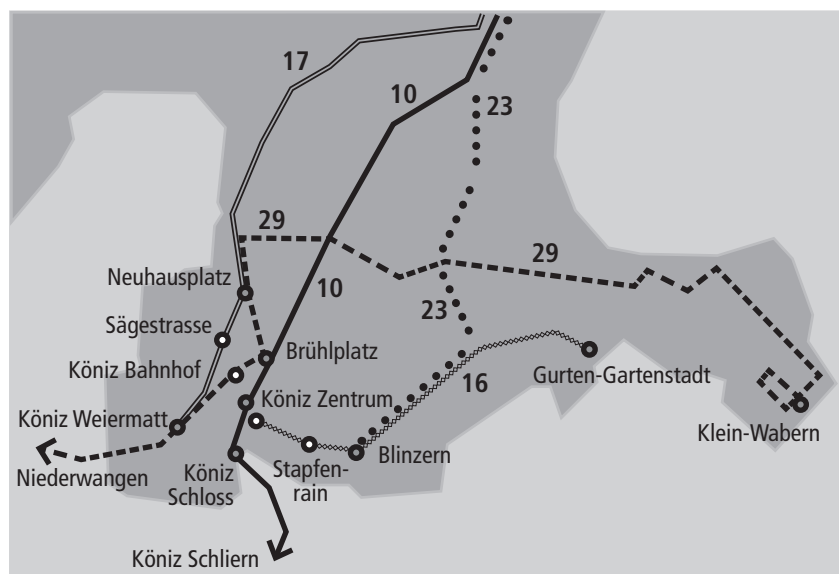 17
10
23
29
29
Neuhausplatz
10
Sägestrasse
23
Brühlplatz
Köniz Bahnhof
16
Gurten-Gartenstadt
Köniz Zentrum
Köniz Weiermatt
Klein-Wabern
Blinzern
Niederwangen
Köniz
Schloss
Stapfen-
rain
Köniz Schliern